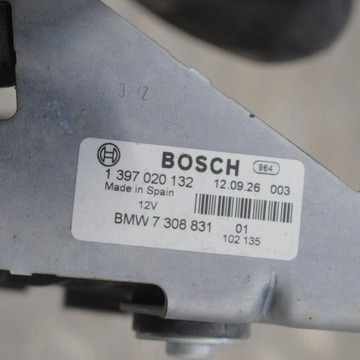 3/12
BOSCH 964
1 397 020 132 12.09.26 003
Made in Spain
12V
BMW 7 308 831 01
102 135